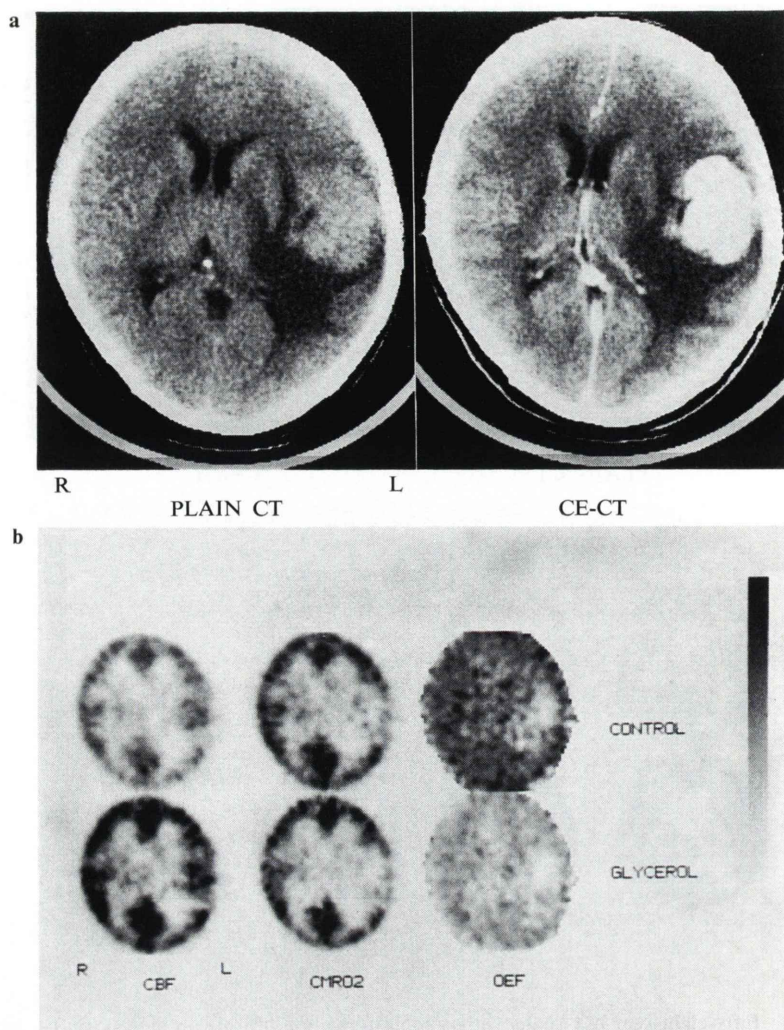 a
R L
PLAIN CT CE-CT
b
CONTROL
GLYCEROL
R CBF L CMRO2 OEF